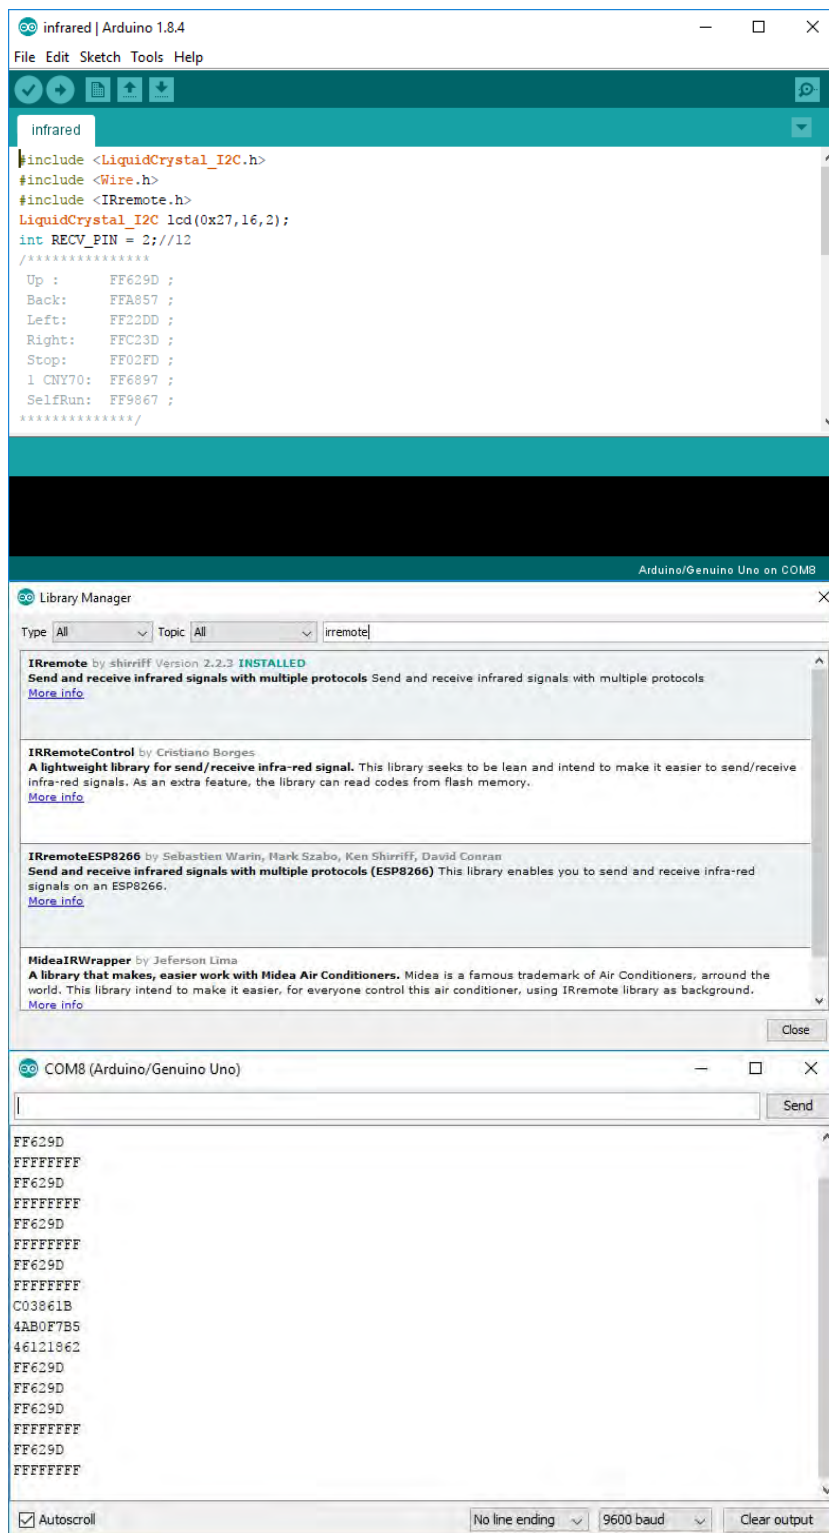 infrared | Arduino 1.8.4
File Edit Sketch Tools Help
infrared
#include <LiquidCrystal_I2C.h>
#include <Wire.h>
#include <IRremote.h>
LiquidCrystal_I2C lcd(0x27,16,2);
int RECV_PIN = 2;//12
/***************
Up : FF629D ;
Back: FFA857 ;
Left: FF22DD ;
Right: FFC23D ;
Stop: FF02FD ;
1 CNY70: FF6897 ;
SelfRun: FF9867 ;
**************/
Arduino/Genuino Uno on COM8
Library Manager
Type All Topic All irremote
IRremote by shirriff Version 2.2.3 INSTALLED
Send and receive infrared signals with multiple protocols Send and receive infrared signals with multiple protocols
More info
IRRemoteControl by Cristiano Borges
A lightweight library for send/receive infra-red signal. This library seeks to be lean and intend to make it easier to send/receive
infra-red signals. As an extra feature, the library can read codes from flash memory.
More info
IRremoteESP8266 by Sebastien Warin, Mark Szabo, Ken Shirriff, David Conran
Send and receive infrared signals with multiple protocols (ESP8266) This library enables you to send and receive infra-red
signals on an ESP8266.
More info
MideaIRWrapper by Jeferson Lima
A library that makes, easier work with Midea Air Conditioners. Midea is a famous trademark of Air Conditioners, arround the
world. This library intend to make it easier, for everyone control this air conditioner, using IRremote library as background.
More info
Close
COM8 (Arduino/Genuino Uno)
Send
FF629D
FFFFFFFF
FF629D
FFFFFFFF
FF629D
FFFFFFFF
FF629D
FFFFFFFF
C03861B
4AB0F7B5
46121862
FF629D
FF629D
FF629D
FFFFFFFF
FF629D
FFFFFFFF
Autoscroll No line ending 9600 baud Clear output